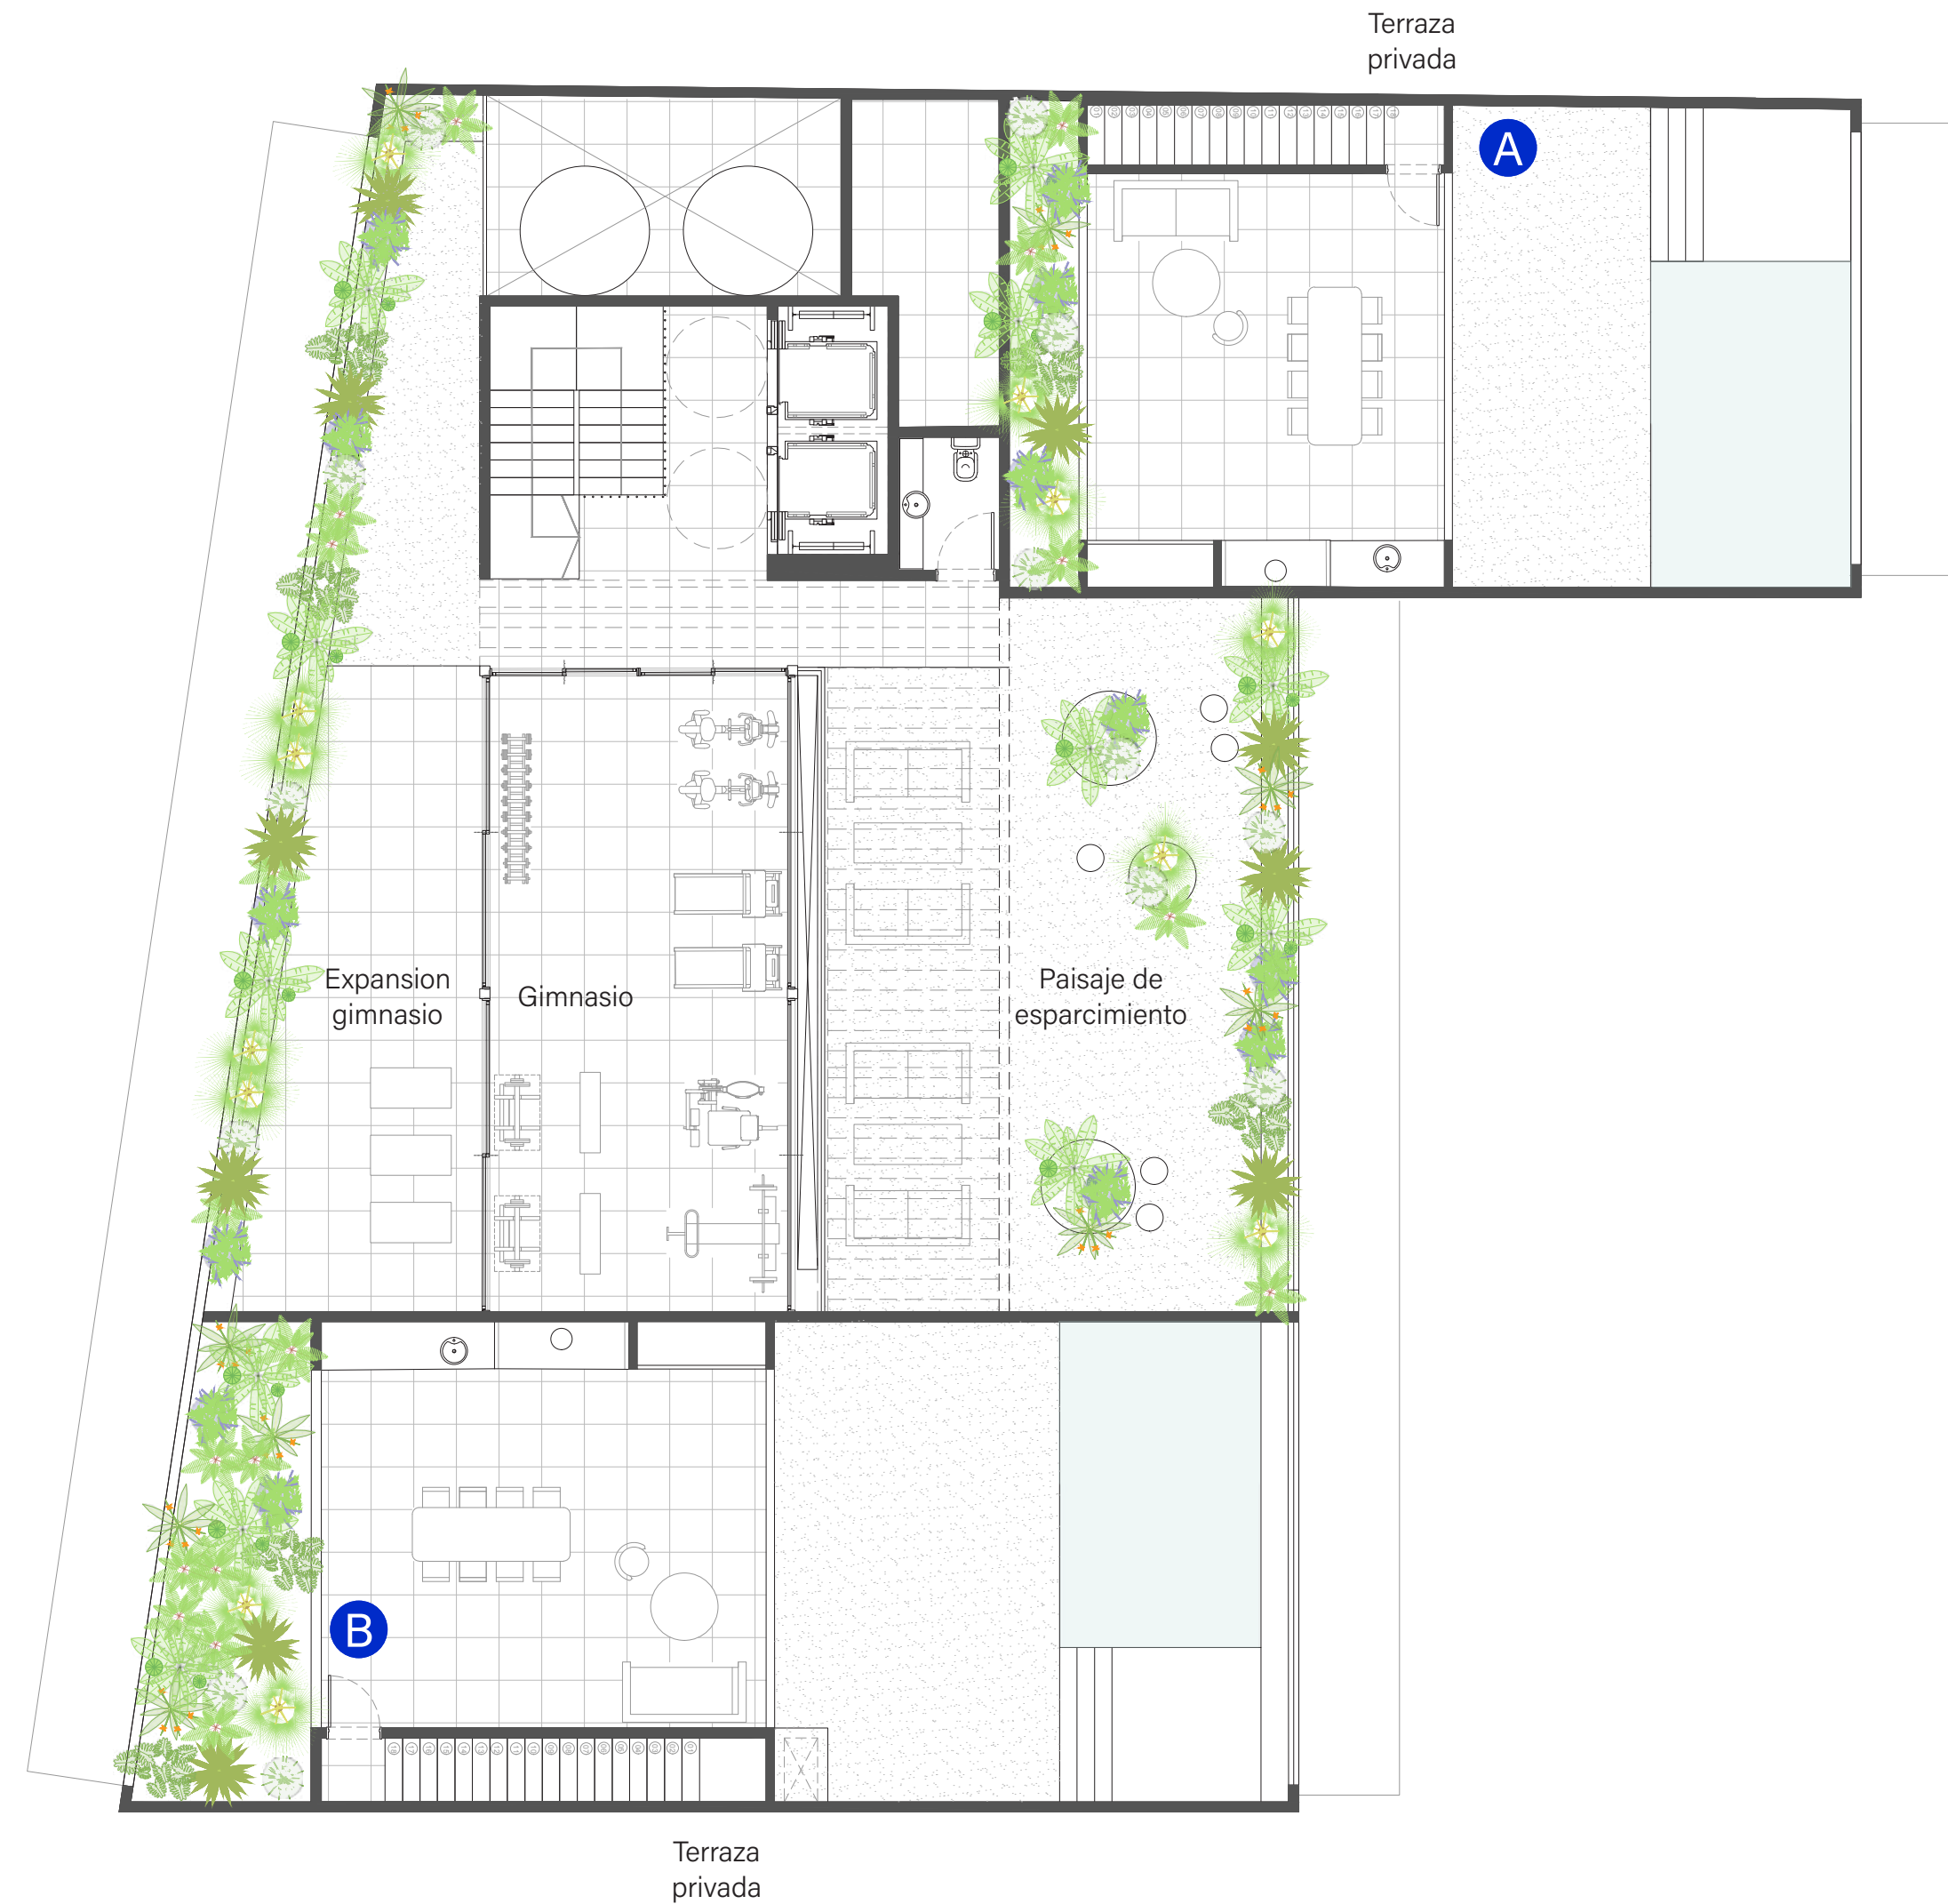 Terraza
privada
A
Expansion
gimnasio
Gimnasio
Paisaje de
esparcimiento
B
Terraza
privada